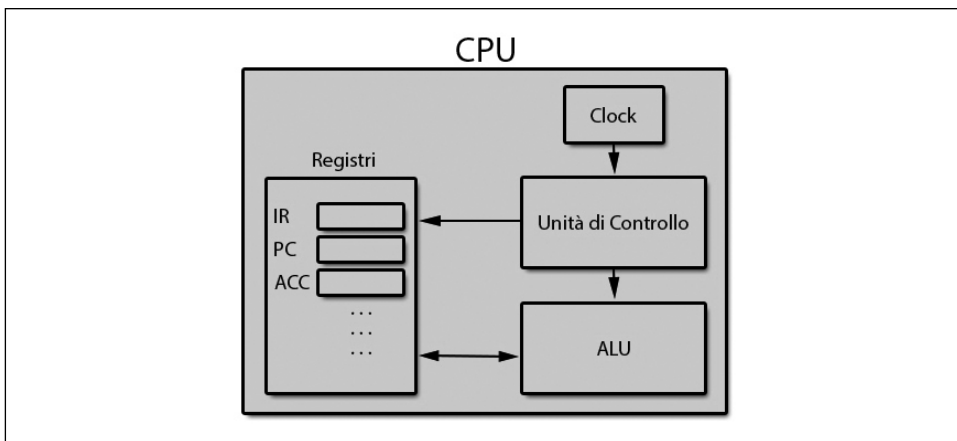 CPU
Clock
Registri
Unità di Controllo
IR
PC
ACC
...
...
...
ALU